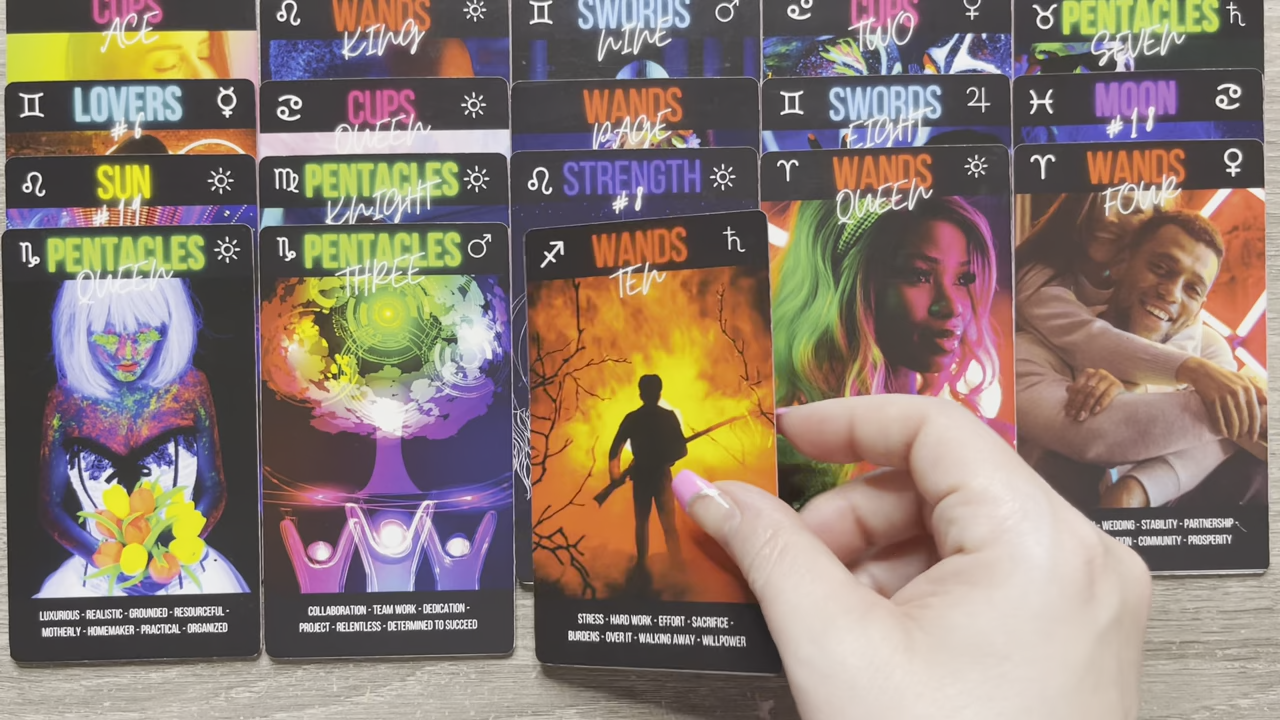 CUPS
ACE
♌ WANDS ☼
KING
♊ SWORDS ♂
NINE
♋ CUPS ♀
TWO
♉ PENTACLES ♄
SEVEN
♊ LOVERS ☿
#6
♋ CUPS ☼
QUEEN
WANDS
PAGE
♊ SWORDS ♃
EIGHT
♓ MOON ♋
#18
♌ SUN ☼
#19
♍ PENTACLES ☼
KNIGHT
♌ STRENGTH ☼
#8
♈ WANDS ☼
QUEEN
♈ WANDS ♀
FOUR
WEDDING - STABILITY - PARTNERSHIP -
COMMUNITY - PROSPERITY
♑ PENTACLES ☼
QUEEN
LUXURIOUS - REALISTIC - GROUNDED - RESOURCEFUL -
MOTHERLY - HOMEMAKER - PRACTICAL - ORGANIZED
♑ PENTACLES ♂
THREE
COLLABORATION - TEAM WORK - DEDICATION -
PROJECT - RELENTLESS - DETERMINED TO SUCCEED
♐ WANDS ♄
TEN
STRESS - HARD WORK - EFFORT - SACRIFICE -
BURDENS - OVER IT - WALKING AWAY - WILLPOWER